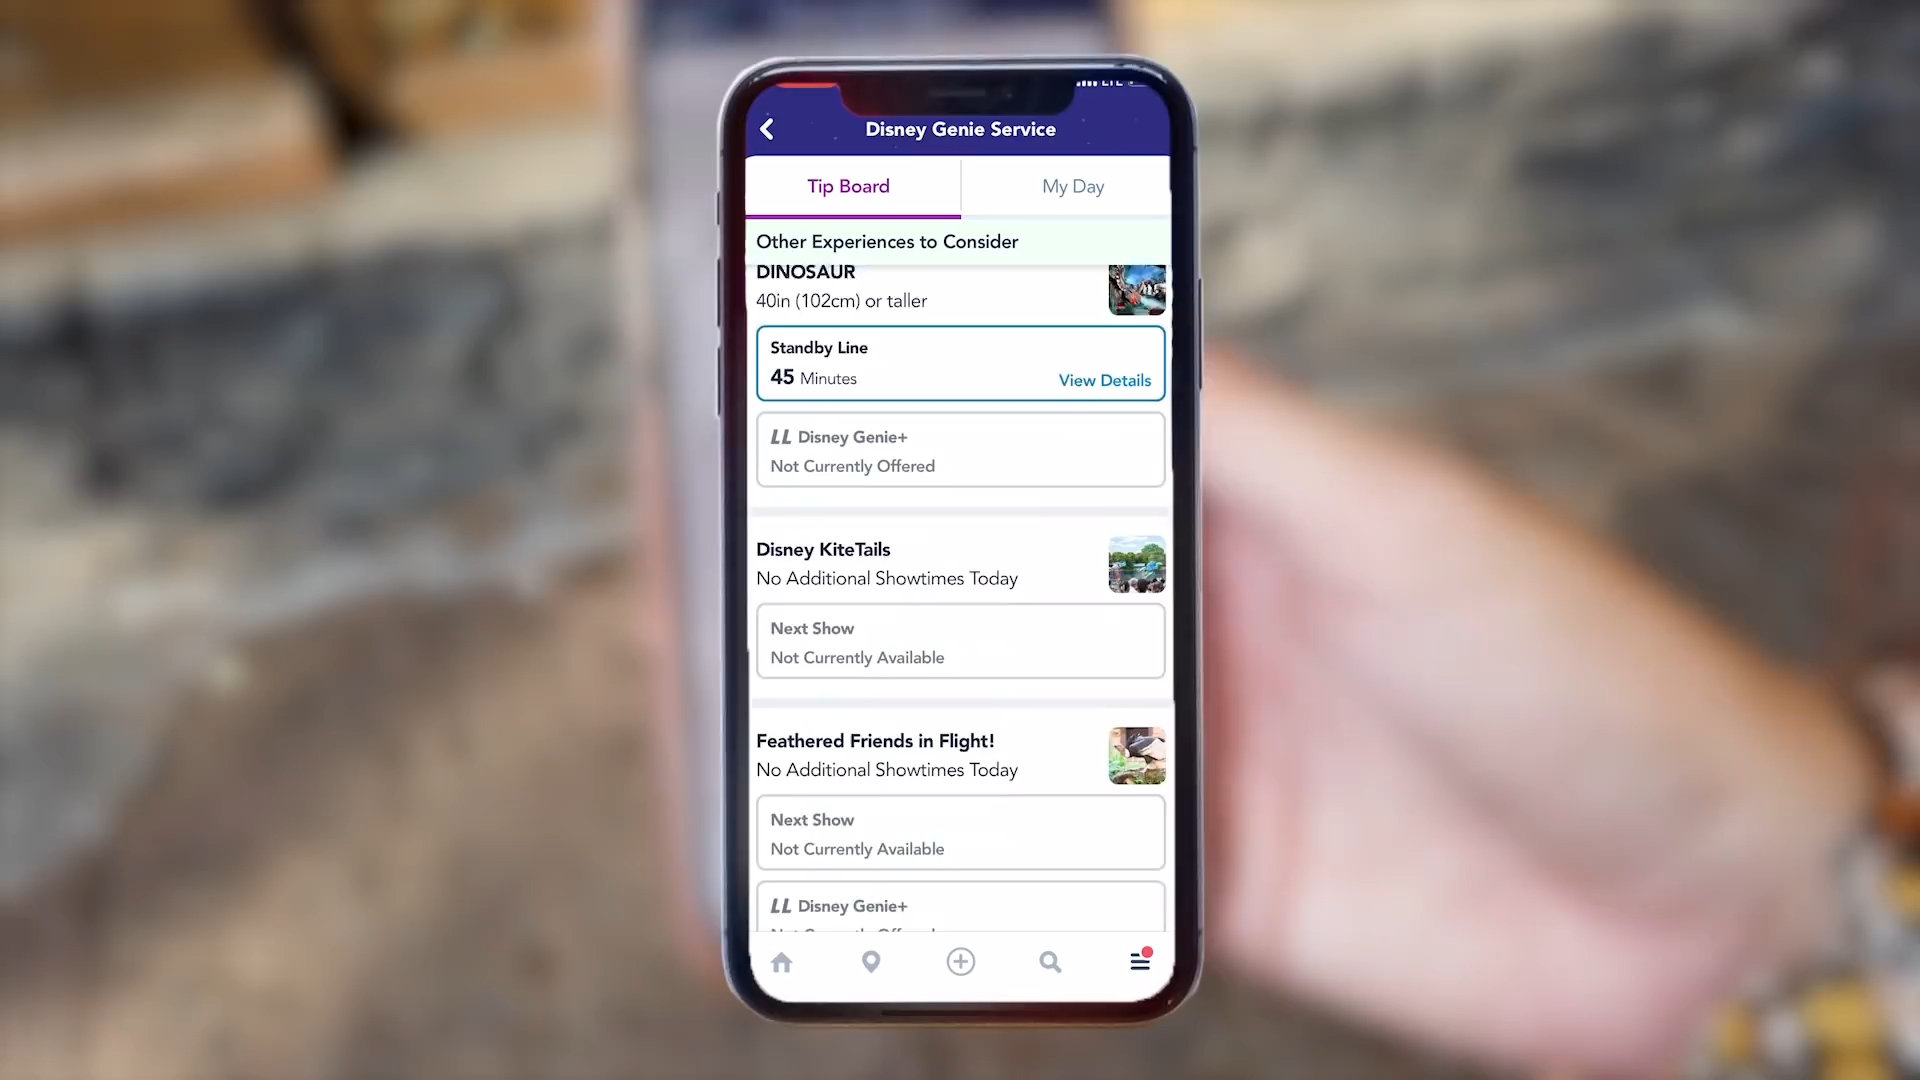 LTE
Disney Genie Service
Tip Board
My Day
Other Experiences to Consider
DINOSAUR
40in (102cm) or taller
Standby Line
45 Minutes
View Details
LL Disney Genie+
Not Currently Offered
Disney KiteTails
No Additional Showtimes Today
Next Show
Not Currently Available
Feathered Friends in Flight!
No Additional Showtimes Today
Next Show
Not Currently Available
LL Disney Genie+